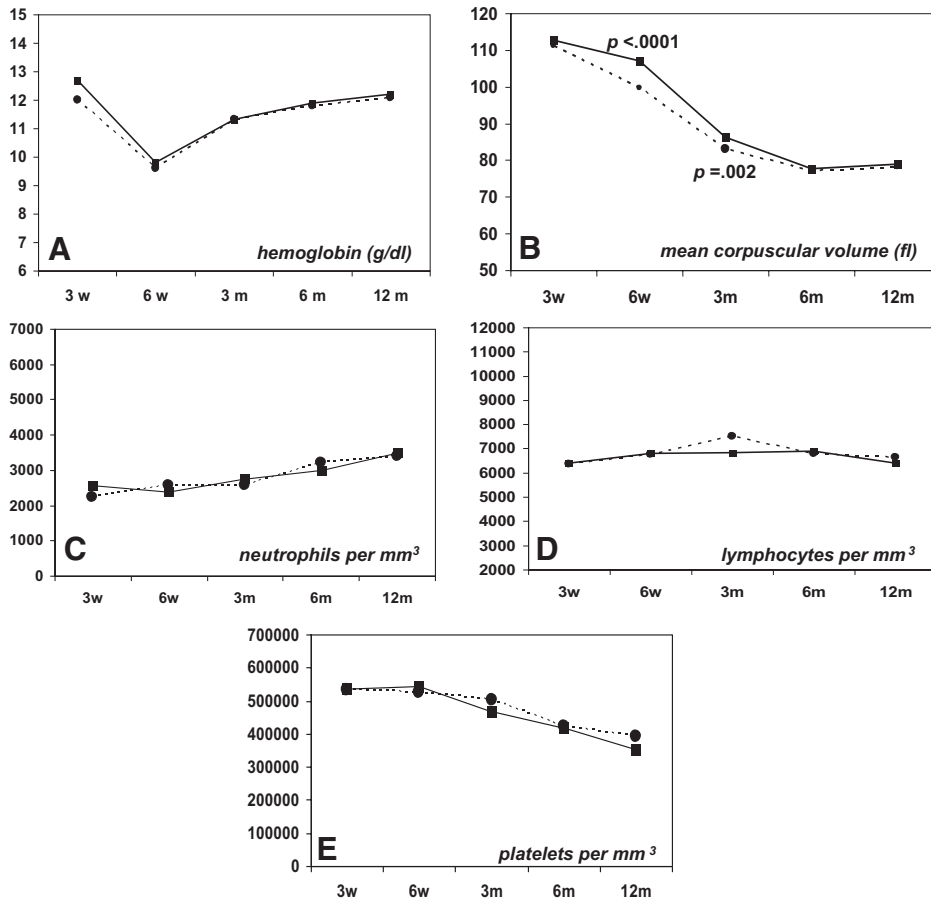 15
14
13
12
11
10
9
8
7
6
A
hemoglobin (g/dl)
3 w 6 w 3 m 6 m 12 m
120
110
100
90
80
70
60
50
p <.0001
p =.002
B
mean corpuscular volume (fl)
3w 6w 3m 6m 12m
7000
6000
5000
4000
3000
2000
1000
0
C
neutrophils per mm³
3w 6w 3m 6m 12m
12000
11000
10000
9000
8000
7000
6000
5000
4000
3000
2000
D
lymphocytes per mm³
3w 6w 3m 6m 12m
700000
600000
500000
400000
300000
200000
100000
0
E
platelets per mm³
3w 6w 3m 6m 12m